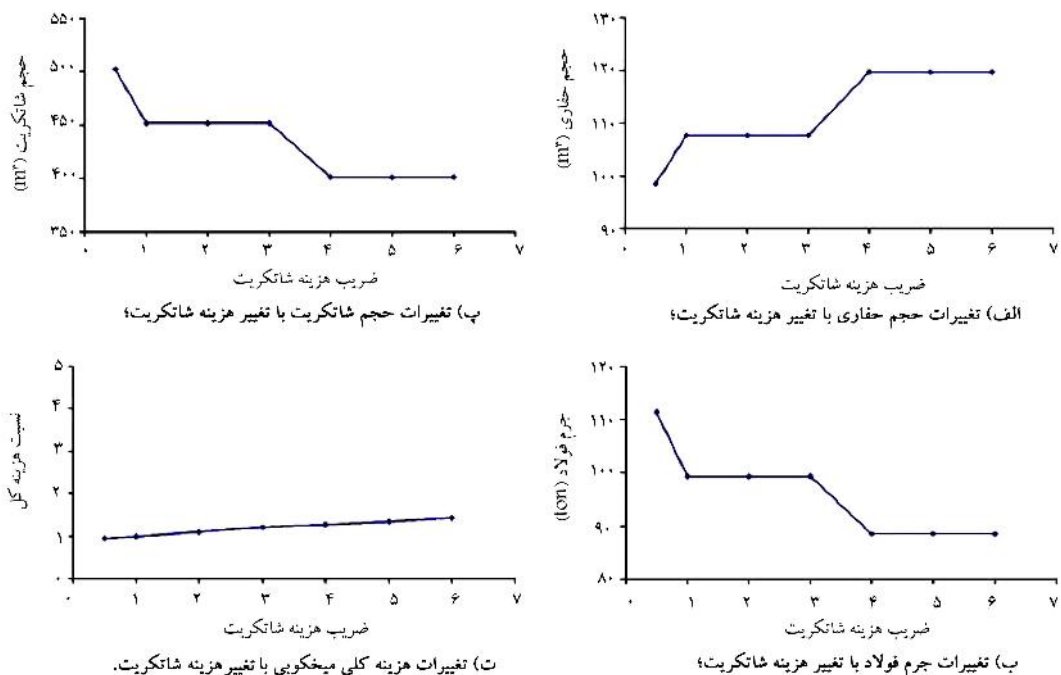 ۱۳۰
۱۲۰
۱۱۰
۱۰۰
۹۰
حجم حفاری (m³)
۰ ۱ ۲ ۳ ۴ ۵ ۶ ۷
ضریب هزینه شاتکریت
الف) تغییرات حجم حفاری با تغییر هزینه شاتکریت؛
۵۵۰
۵۰۰
۴۵۰
۴۰۰
۳۵۰
حجم شاتکریت (m³)
۰ ۱ ۲ ۳ ۴ ۵ ۶ ۷
ضریب هزینه شاتکریت
پ) تغییرات حجم شاتکریت با تغییر هزینه شاتکریت؛
۱۲۰
۱۱۰
۱۰۰
۹۰
۸۰
جرم فولاد (ton)
۰ ۱ ۲ ۳ ۴ ۵ ۶ ۷
ضریب هزینه شاتکریت
ب) تغییرات جرم فولاد با تغییر هزینه شاتکریت؛
۵
۴
۳
۲
۱
۰
نسبت هزینه کل
۰ ۱ ۲ ۳ ۴ ۵ ۶ ۷
ضریب هزینه شاتکریت
ت) تغییرات هزینه کلی میخکوبی با تغییر هزینه شاتکریت.